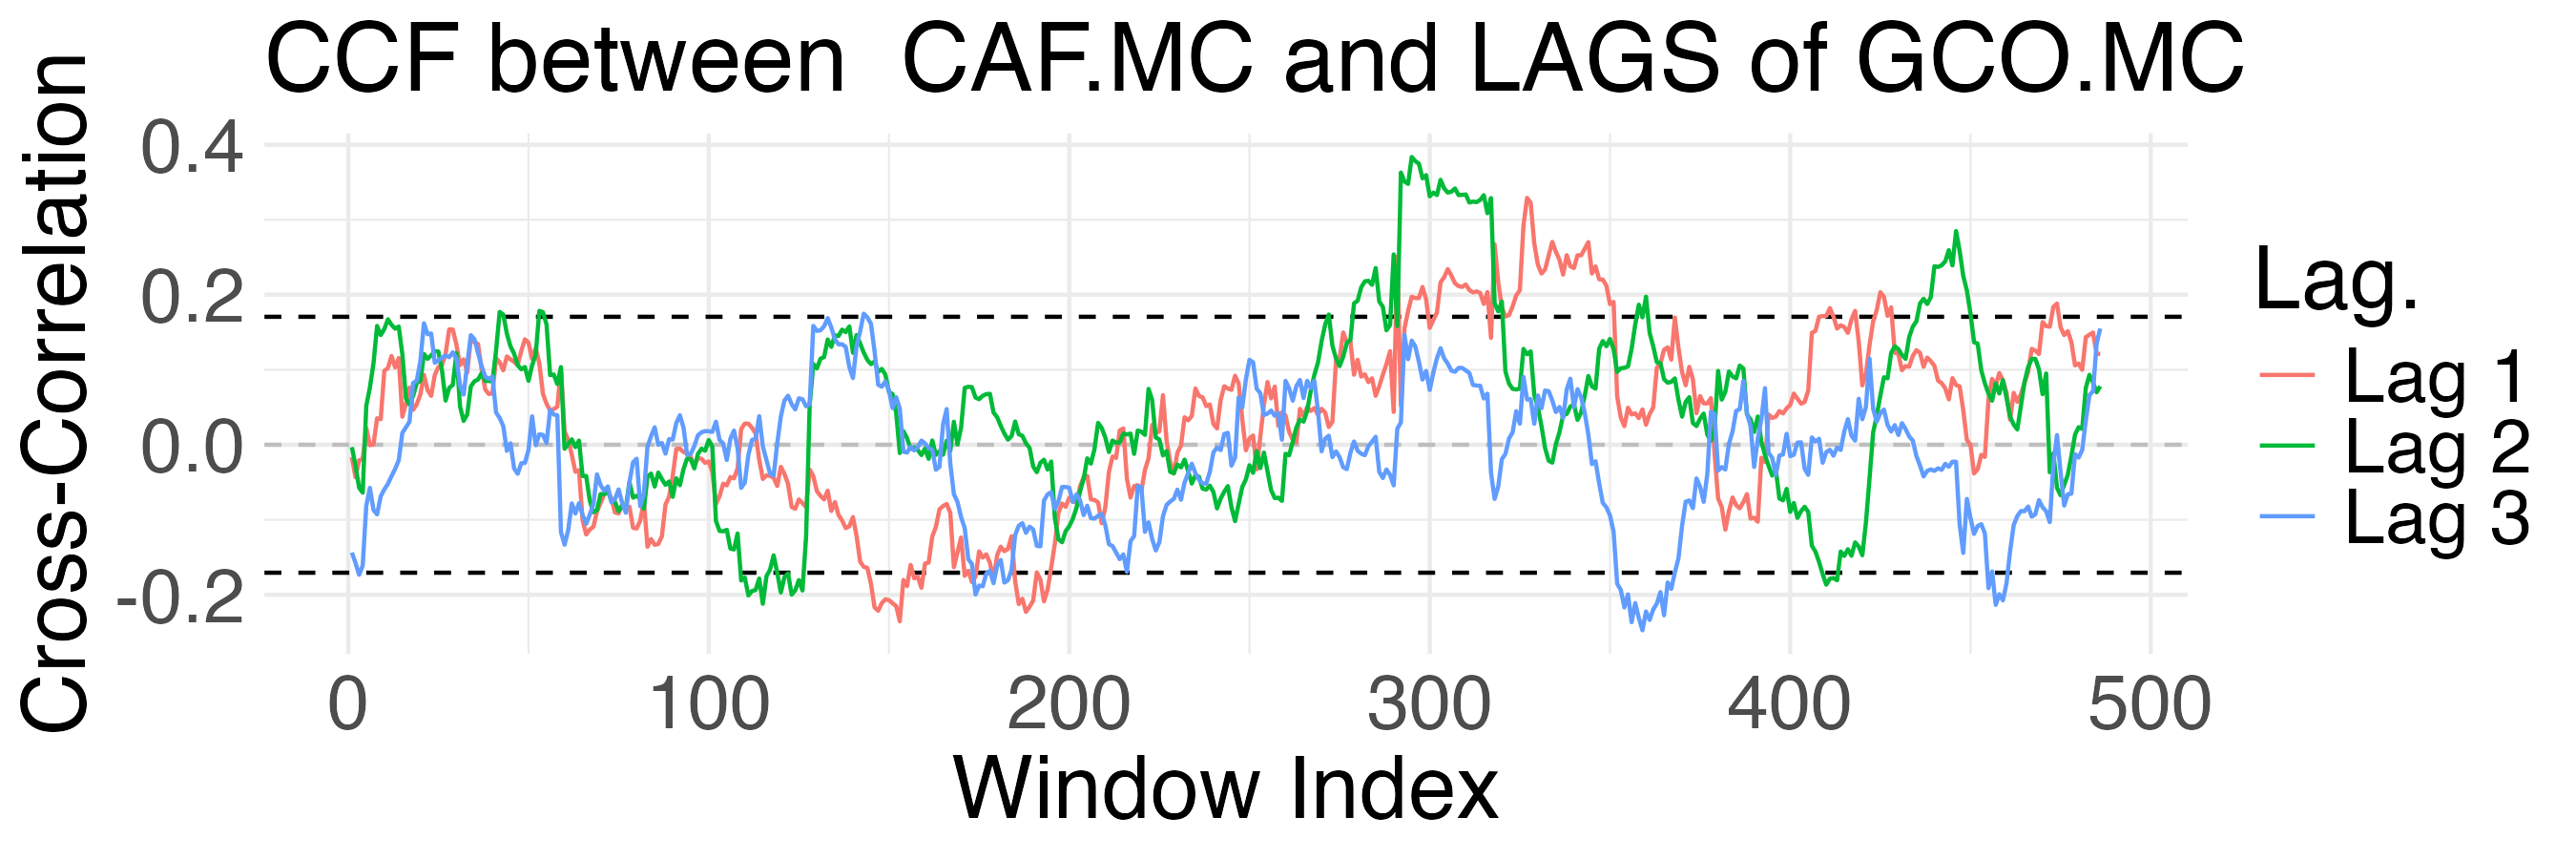 CCF between  CAF.MC and LAGS of GCO.MC
Cross-Correlation
0.4
0.2
0.0
-0.2
0 100 200 300 400 500
Window Index
Lag.
Lag 1
Lag 2
Lag 3